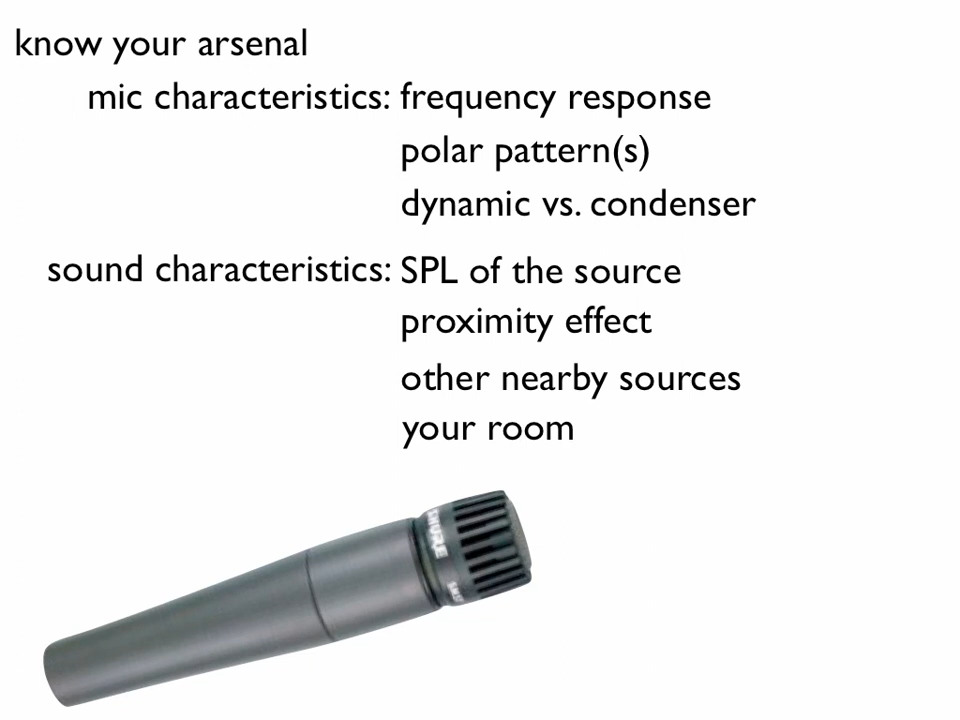 know your arsenal
mic characteristics: frequency response
polar pattern(s)
dynamic vs. condenser
sound characteristics: SPL of the source
proximity effect
other nearby sources
your room
SHURE